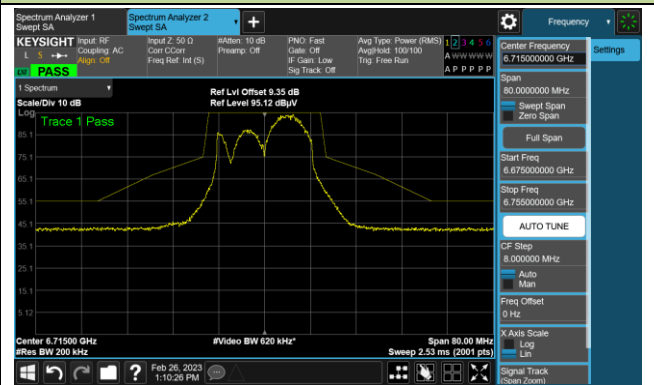 Spectrum Analyzer 1
Swept SA
Spectrum Analyzer 2
Swept SA
Frequency
KEYSIGHT
L S
PASS
Input: RF
Coupling: AC
Align: Off
Input Z: 50 Ω
Corr CCorr
Freq Ref: Int (S)
#Atten: 10 dB
Preamp: Off
PNO: Fast
Gate: Off
IF Gain: Low
Sig Track: Off
Avg Type: Power (RMS)
Avg|Hold: 100/100
Trig: Free Run
1 2 3 4 5 6
A W W W W W
A P P P P P
Center Frequency
6.715000000 GHz
Settings
Span
80.0000000 MHz
Swept Span
Zero Span
Full Span
Start Freq
6.675000000 GHz
Stop Freq
6.755000000 GHz
AUTO TUNE
CF Step
8.000000 MHz
Auto
Man
Freq Offset
0 Hz
X Axis Scale
Log
Lin
Signal Track
(Span Zoom)
1 Spectrum
Scale/Div 10 dB
Ref Lvl Offset 9.35 dB
Ref Level 95.12 dBµV
Log
Trace 1 Pass
85.1
75.1
65.1
55.1
45.1
35.1
25.1
15.1
5.12
Center 6.71500 GHz
#Res BW 200 kHz
#Video BW 620 kHz*
Span 80.00 MHz
Sweep 2.53 ms (2001 pts)
?
Feb 26, 2023
1:10:26 PM